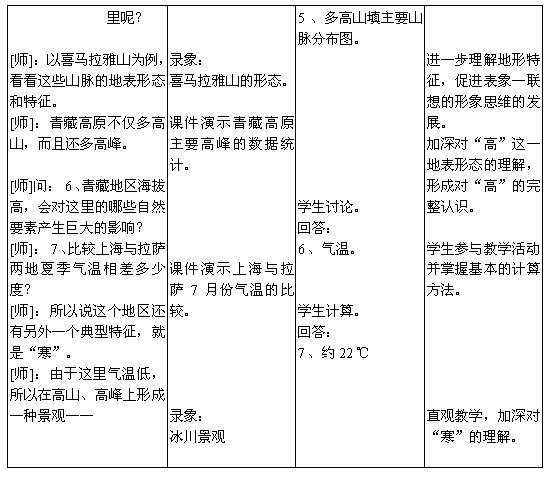 里呢？
[师]：以喜马拉雅山为例，
看看这些山脉的地表形态
和特征。
[师]：青藏高原不仅多高
山，而且还多高峰。
[师]问：6、青藏地区海拔
高，会对这里的哪些自然
要素产生巨大的影响？
[师]：7、比较上海与拉萨
两地夏季气温相差多少
度？
[师]：所以说这个地区还
有另外一个典型特征，就
是“寒”。
[师]：由于这里气温低，
所以在高山、高峰上形成
一种景观一一
录象：
喜马拉雅山的形态。
课件演示青藏高原
主要高峰的数据统
计。
课件演示上海与拉
萨 7 月份气温的比
较。
录象：
冰川景观
5 、多高山填主要山
脉分布图。
学生讨论。
回答：
6、气温。
学生计算。
回答：
7、约 22 ℃
进一步理解地形特
征，促进表象一联
想的形象思维的发
展。
加深对“高”这一
地表形态的理解，
形成对“高”的完
整认识。
学生参与教学活动
并掌握基本的计算
方法。
直观教学，加深对
“寒”的理解。